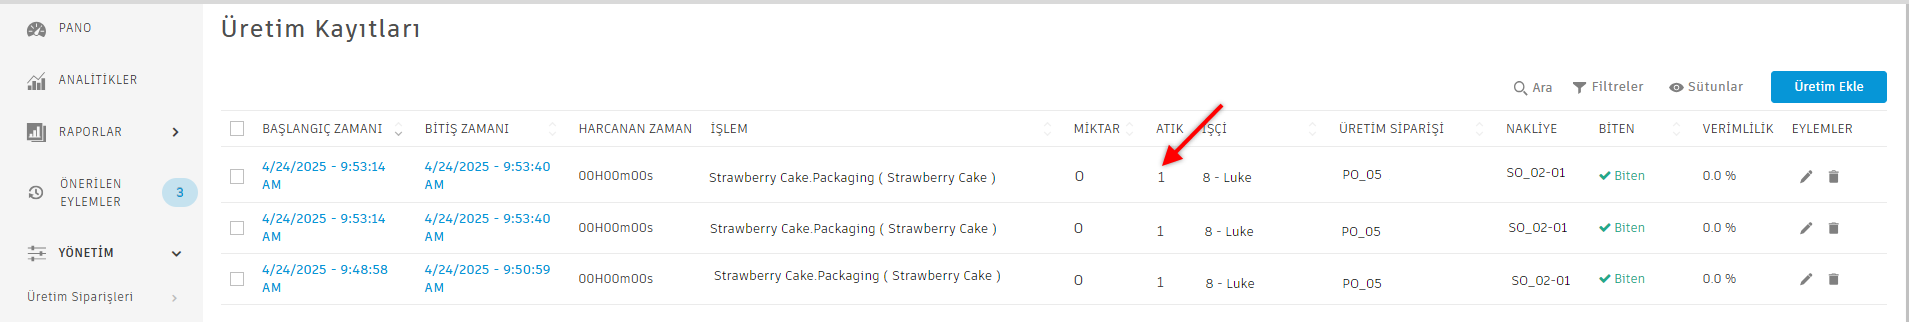 PANO
ANALİTİKLER
RAPORLAR
ÖNERİLEN
EYLEMLER
3
YÖNETİM
Üretim Siparişleri
Üretim Kayıtları
Ara Filtreler Sütunlar Üretim Ekle
BAŞLANGIÇ ZAMANI BİTİŞ ZAMANI HARCANAN ZAMAN İŞLEM MİKTAR ATIK İŞÇİ ÜRETİM SİPARİŞİ NAKLİYE BİTEN VERİMLİLİK EYLEMLER
4/24/2025 - 9:53:14 AM 4/24/2025 - 9:53:40 AM 00H00m00s Strawberry Cake.Packaging ( Strawberry Cake ) 0 1 8 - Luke PO_05 SO_02-01 Biten 0.0 %
4/24/2025 - 9:53:14 AM 4/24/2025 - 9:53:40 AM 00H00m00s Strawberry Cake.Packaging ( Strawberry Cake ) 0 1 8 - Luke PO_05 SO_02-01 Biten 0.0 %
4/24/2025 - 9:48:58 AM 4/24/2025 - 9:50:59 AM 00H00m00s Strawberry Cake.Packaging ( Strawberry Cake ) 0 1 8 - Luke PO_05 SO_02-01 Biten 0.0 %